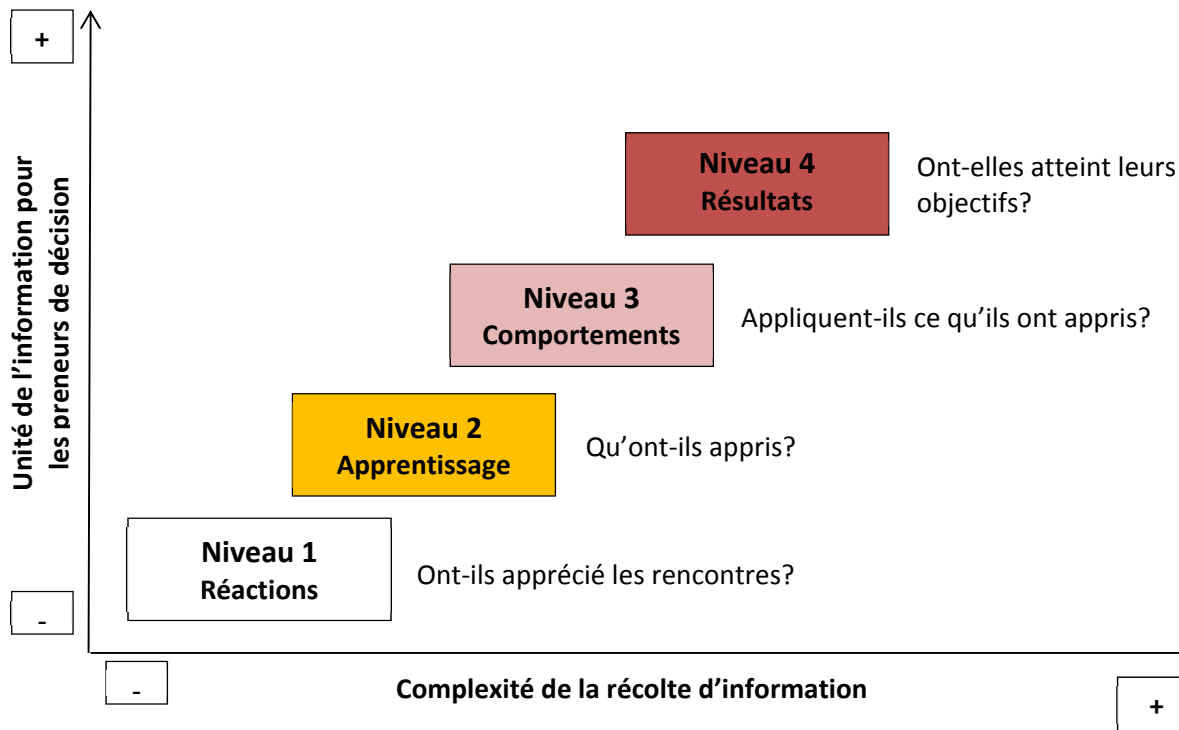 +
Unité de l’information pour
les preneurs de décision
Niveau 4
Résultats
Ont-elles atteint leurs
objectifs?
Niveau 3
Comportements
Appliquent-ils ce qu’ils ont appris?
Niveau 2
Apprentissage
Qu’ont-ils appris?
Niveau 1
Réactions
Ont-ils apprécié les rencontres?
-
-
Complexité de la récolte d’information
+